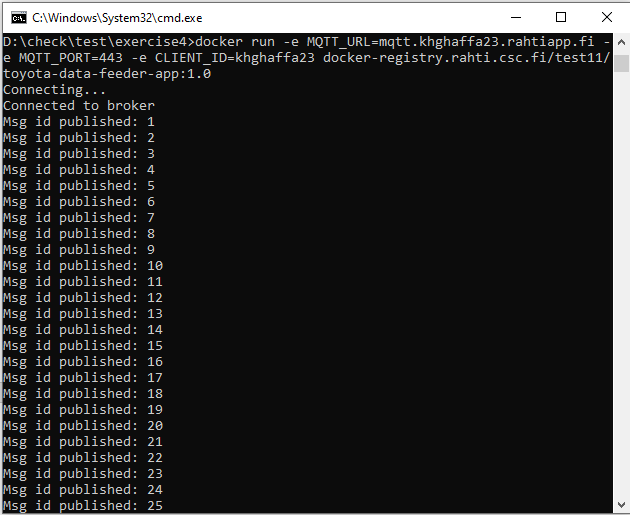 C:\Windows\System32\cmd.exe
D:\check\test\exercise4>docker run -e MQTT_URL=mqtt.khghaffa23.rahtiapp.fi -
e MQTT_PORT=443 -e CLIENT_ID=khghaffa23 docker-registry.rahti.csc.fi/test11/
toyota-data-feeder-app:1.0
Connecting...
Connected to broker
Msg id published: 1
Msg id published: 2
Msg id published: 3
Msg id published: 4
Msg id published: 5
Msg id published: 6
Msg id published: 7
Msg id published: 8
Msg id published: 9
Msg id published: 10
Msg id published: 11
Msg id published: 12
Msg id published: 13
Msg id published: 14
Msg id published: 15
Msg id published: 16
Msg id published: 17
Msg id published: 18
Msg id published: 19
Msg id published: 20
Msg id published: 21
Msg id published: 22
Msg id published: 23
Msg id published: 24
Msg id published: 25